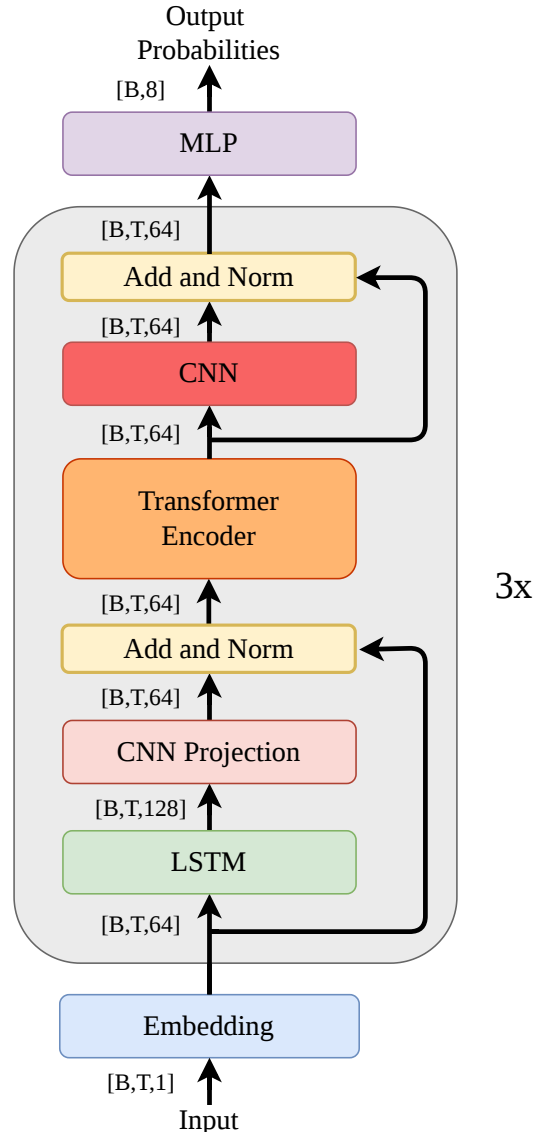 Output
Probabilities
[B,8]
MLP
[B,T,64]
Add and Norm
[B,T,64]
CNN
[B,T,64]
Transformer
Encoder
3x
[B,T,64]
Add and Norm
[B,T,64]
CNN Projection
[B,T,128]
LSTM
[B,T,64]
Embedding
[B,T,1]
Input